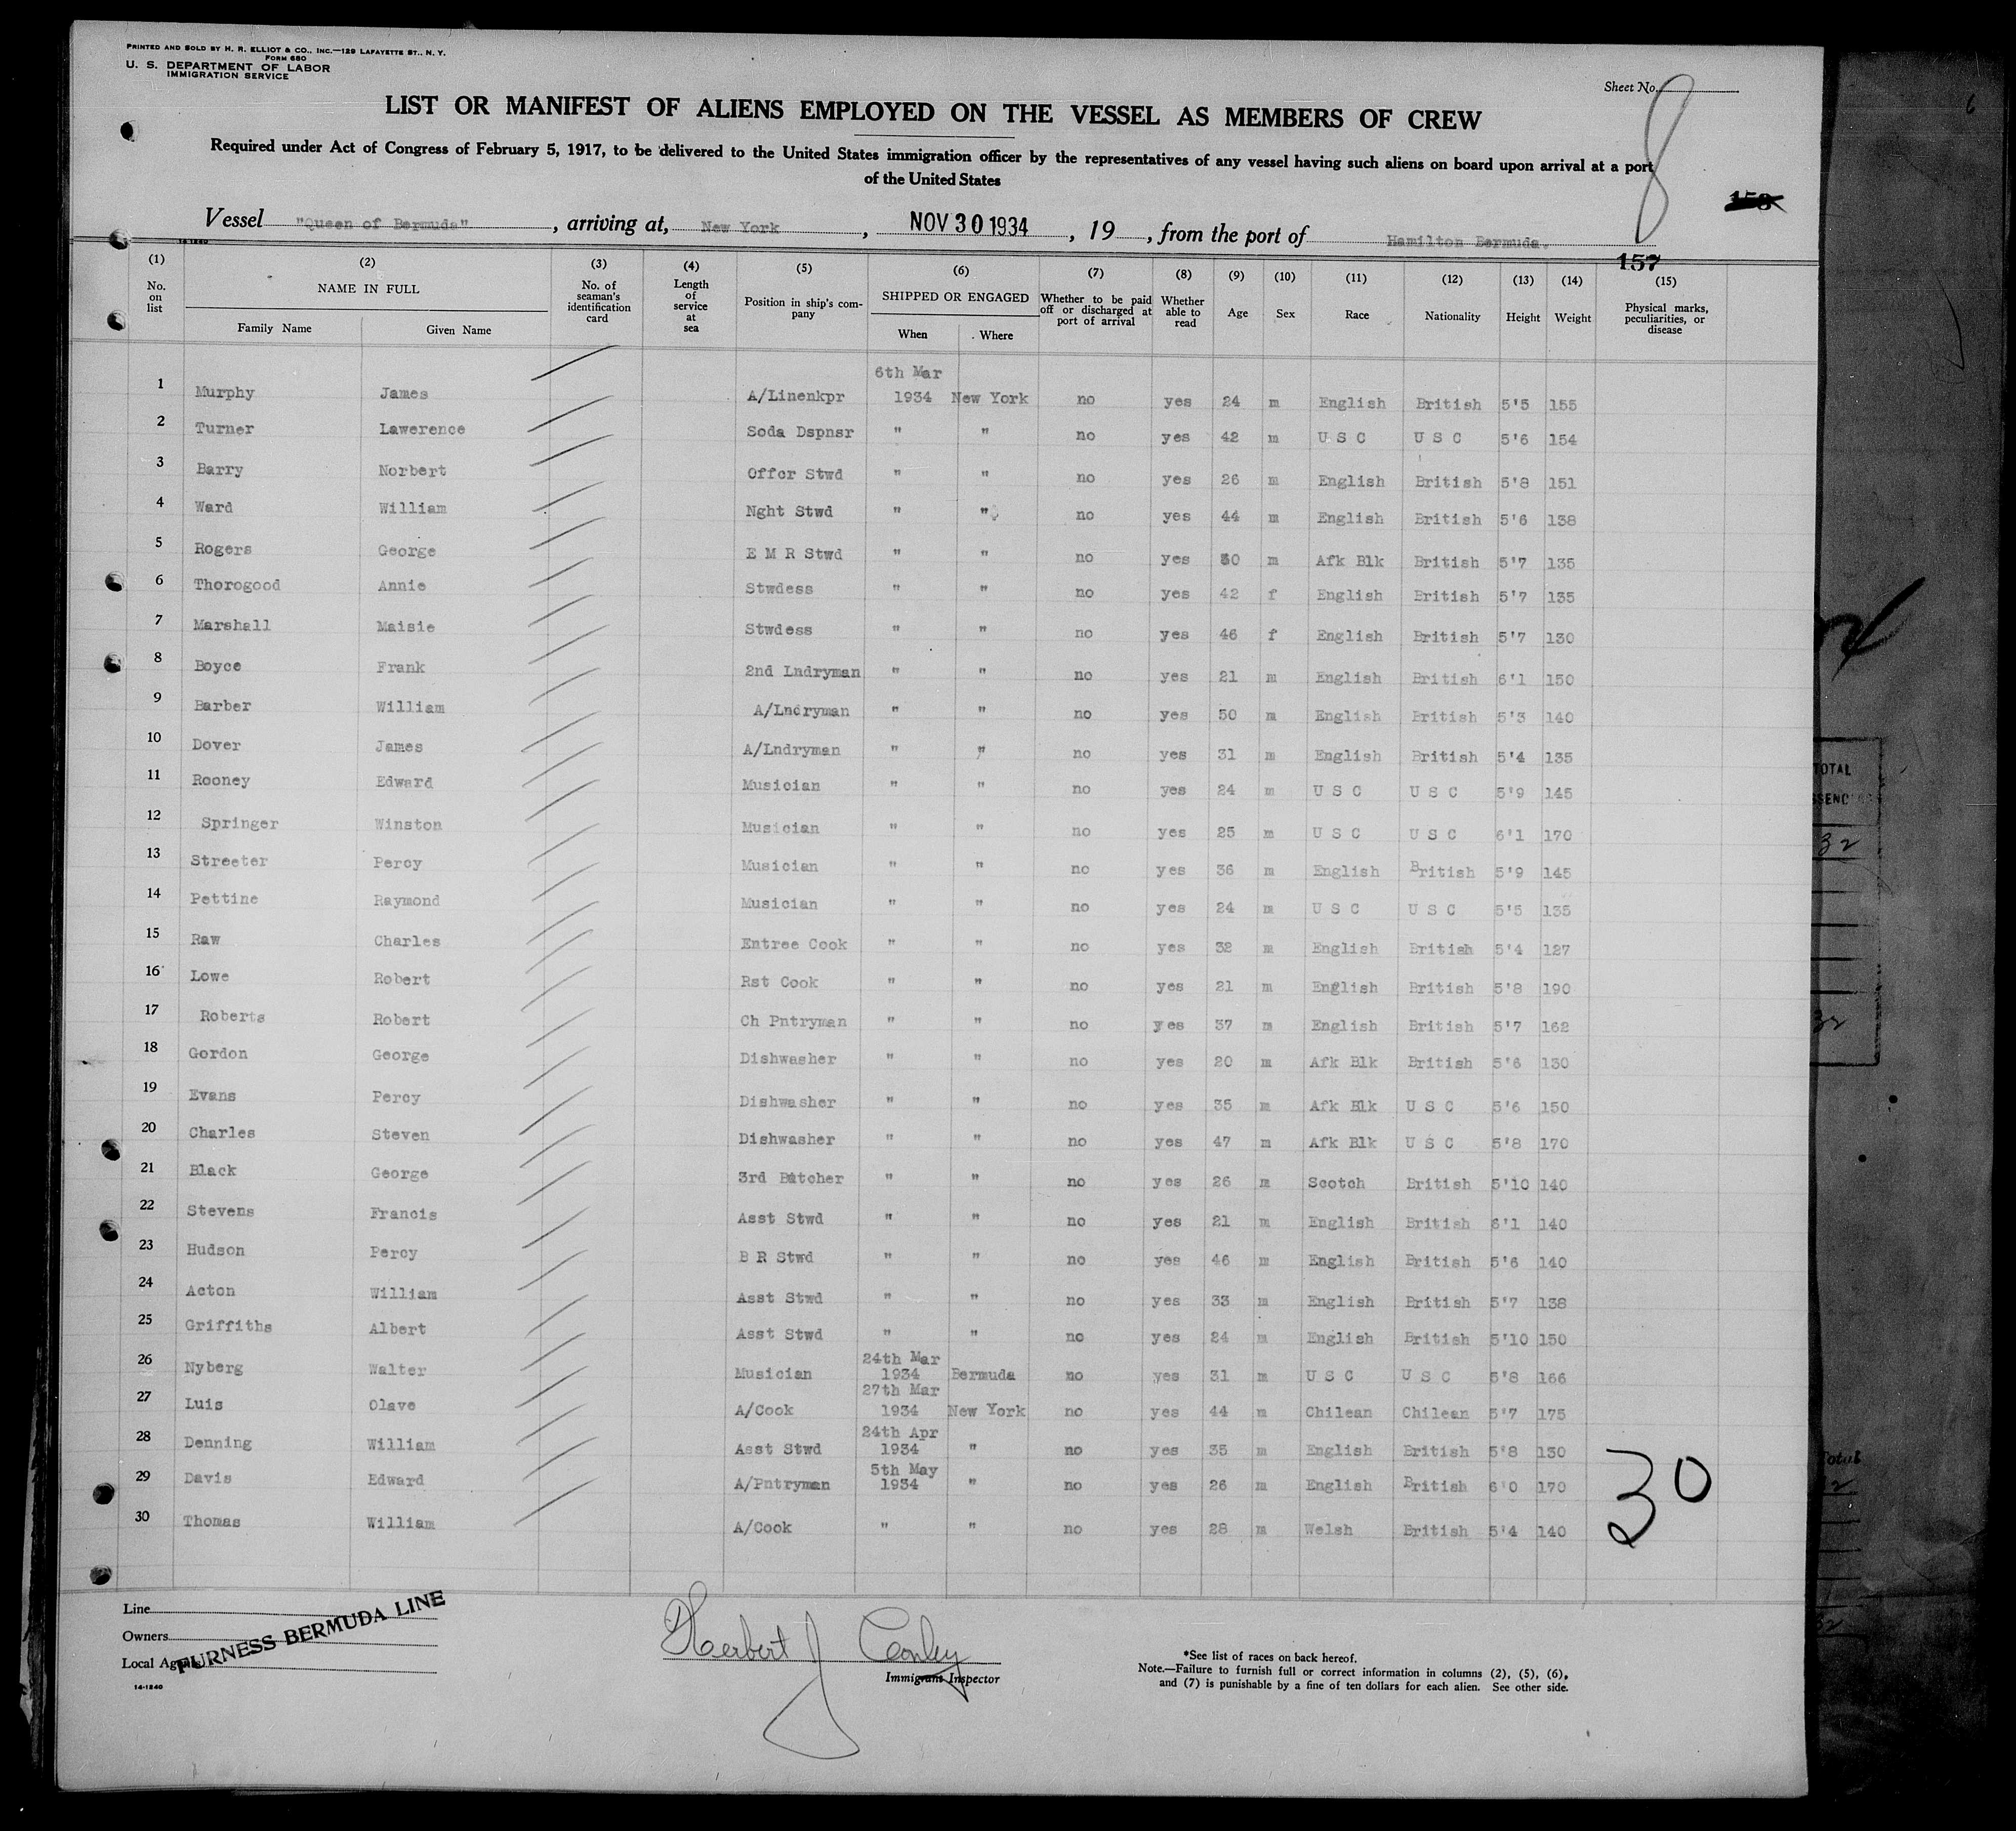 PRINTED AND SOLD BY H. R. ELLIOT & CO., INC.—129 LAFAYETTE ST., N. Y.
FORM 680
U. S. DEPARTMENT OF LABOR
IMMIGRATION SERVICE
Sheet No. 8
LIST OR MANIFEST OF ALIENS EMPLOYED ON THE VESSEL AS MEMBERS OF CREW
Required under Act of Congress of February 5, 1917, to be delivered to the United States immigration officer by the representatives of any vessel having such aliens on board upon arrival at a port
of the United States
Vessel "Queen of Bermuda", arriving at, New York, NOV 30 1934, 19, from the port of Hamilton Bermuda.
14-1240
157
(1) (2) (3) (4) (5) (6) (7) (8) (9) (10) (11) (12) (13) (14) (15)
No. on list NAME IN FULL Family Name Given Name No. of seaman's identification card Length of service at sea Position in ship's company SHIPPED OR ENGAGED When Where Whether to be paid off or discharged at port of arrival Whether able to read Age Sex Race Nationality Height Weight Physical marks, peculiarities, or disease
6th Mar
1 Murphy James A/Linenkpr 1934 New York no yes 24 m English British 5'5 155
2 Turner Lawerence Soda Dspnsr " " no yes 42 m U S C U S C 5'6 154
3 Barry Norbert Offcr Stwd " " no yes 26 m English British 5'8 151
4 Ward William Nght Stwd " " no yes 44 m English British 5'6 138
5 Rogers George E M R Stwd " " no yes m Afk Blk British 5'7 135
6 Thorogood Annie Stwdess " " no yes 42 f English British 5'7 135
7 Marshall Maisie Stwdess " " no yes 46 f English British 5'7 130
8 Boyce Frank 2nd Lndryman " " no yes 21 m English British 6'1 150
9 Barber William A/Lndryman " " no yes 50 m English British 5'3 140
10 Dover James A/Lndryman " " no yes 31 m English British 5'4 135
11 Rooney Edward Musician " " no yes 24 m U S C U S C 5'9 145
12 Springer Winston Musician " " no yes 25 m U S C U S C 6'1 170
13 Streeter Percy Musician " " no yes 36 m English British 5'9 145
14 Pettine Raymond Musician " " no yes 24 m U S C U S C 5'5 135
15 Raw Charles Entree Cook " " no yes 32 m English British 5'4 127
16 Lowe Robert Rst Cook " " no yes 21 m English British 5'8 190
17 Roberts Robert Ch Pntryman " " no yes 37 m English British 5'7 162
18 Gordon George Dishwasher " " no yes 20 m Afk Blk British 5'6 130
19 Evans Percy Dishwasher " " no yes 35 m Afk Blk U S C 5'6 150
20 Charles Steven Dishwasher " " no yes 47 m Afk Blk U S C 5'8 170
21 Black George 3rd Butcher " " no yes 26 m Scotch British 5'10 140
22 Stevens Francis Asst Stwd " " no yes 21 m English British 6'1 140
23 Hudson Percy B R Stwd " " no yes 46 m English British 5'6 140
24 Acton William Asst Stwd " " no yes 33 m English British 5'7 138
25 Griffiths Albert Asst Stwd " " no yes 24 m English British 5'10 150
24th Mar
26 Nyberg Walter Musician 1934 Bermuda no yes 31 m U S C U S C 5'8 166
27th Mar
27 Luis Olave A/Cook 1934 New York no yes 44 m Chilean Chilean 5'7 175
24th Apr
28 Denning William Asst Stwd 1934 " no yes 35 m English British 5'8 130
5th May
29 Davis Edward A/Pntryman 1934 " no yes 26 m English British 6'0 170
30 Thomas William A/Cook " " no yes 28 m Welsh British 5'4 140
30
Line
Owners
Local Agents
FURNESS BERMUDA LINE
14-1240
Herbert J Conley
Immigrant Inspector
*See list of races on back hereof.
Note.—Failure to furnish full or correct information in columns (2), (5), (6),
and (7) is punishable by a fine of ten dollars for each alien. See other side.
6
TOTAL
32
32
Total